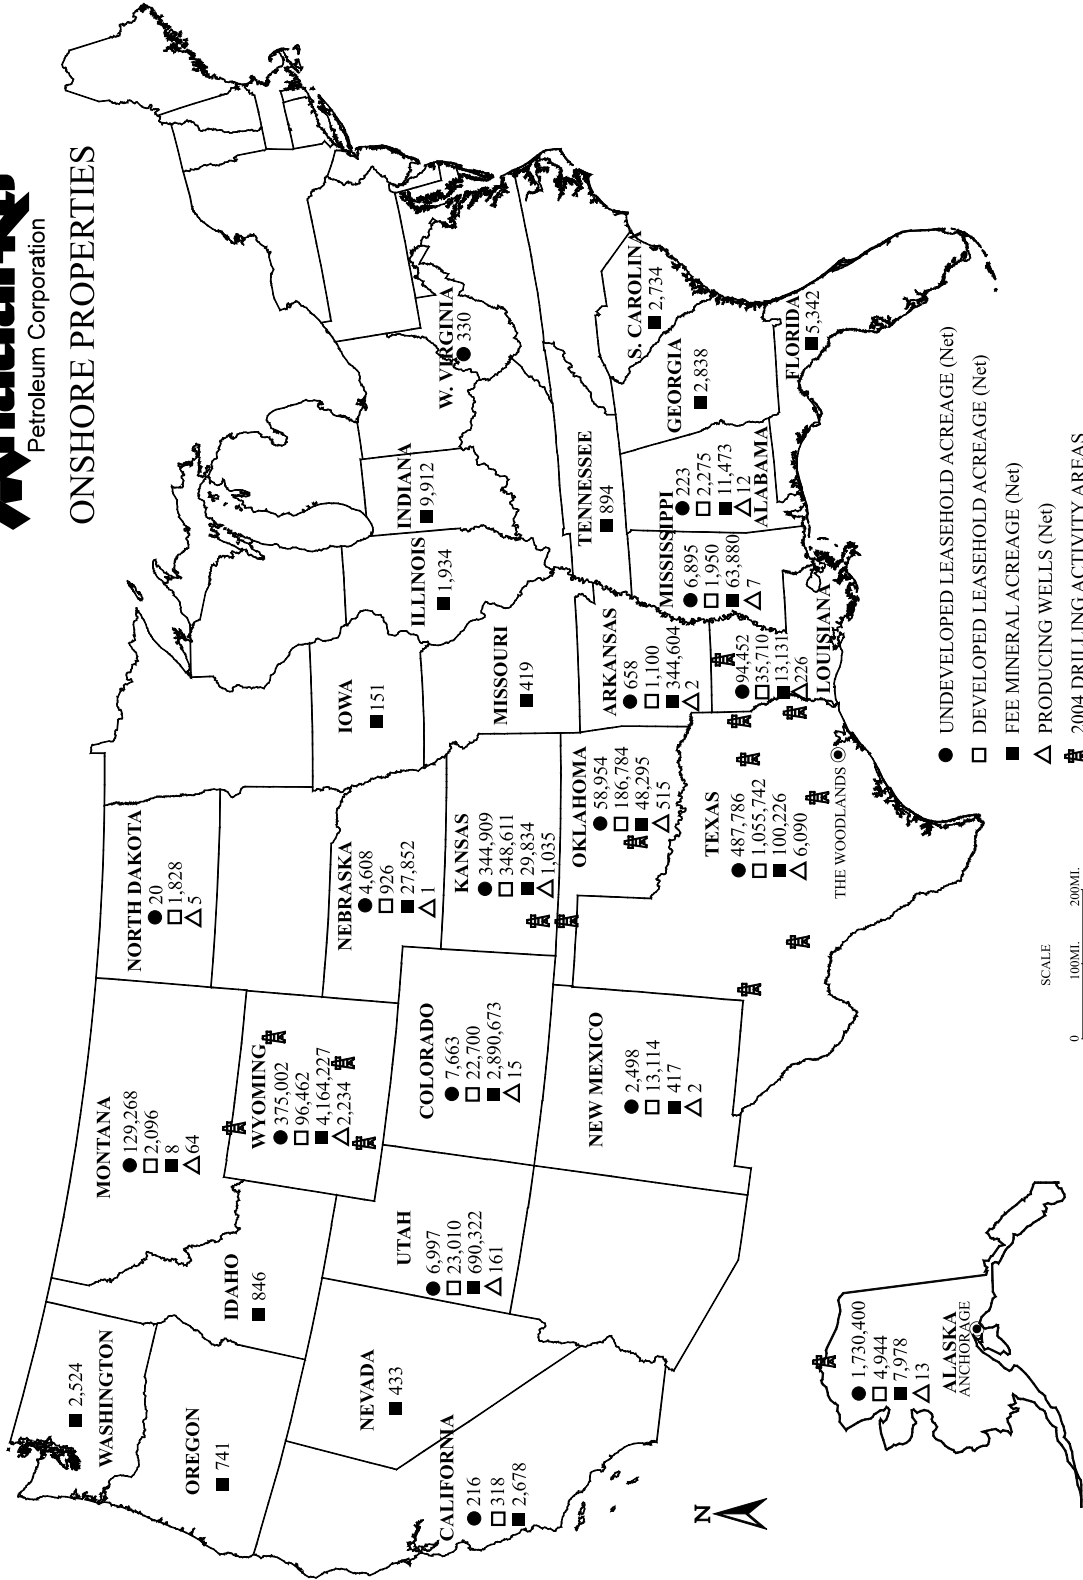 Petroleum Corporation
ONSHORE PROPERTIES
2,524
WASHINGTON
OREGON
741
CALIFORNIA
216
318
2,678
NEVADA
433
IDAHO
846
MONTANA
129,268
2,096
8
64
WYOMING
375,002
96,462
4,164,227
2,234
UTAH
6,997
23,010
690,322
161
COLORADO
7,663
22,700
2,890,673
15
NEW MEXICO
2,498
13,114
417
2
NORTH DAKOTA
20
1,828
5
NEBRASKA
4,608
926
27,852
1
KANSAS
344,909
348,611
29,834
1,035
OKLAHOMA
58,954
186,784
48,295
515
TEXAS
487,786
1,055,742
100,226
6,090
THE WOODLANDS
IOWA
151
MISSOURI
419
ARKANSAS
658
1,100
344,604
2
94,452
35,710
13,131
226
LOUISIANA
ILLINOIS
1,934
INDIANA
9,912
TENNESSEE
894
MISSISSIPPI
6,895
1,950
63,880
7
223
2,275
11,473
12
ALABAMA
W. VIRGINIA
330
S. CAROLINA
2,734
GEORGIA
2,838
FLORIDA
5,342
1,730,400
4,944
7,978
13
ALASKA
ANCHORAGE
N
SCALE
0 100MI. 200MI.
UNDEVELOPED LEASEHOLD ACREAGE (Net)
DEVELOPED LEASEHOLD ACREAGE (Net)
FEE MINERAL ACREAGE (Net)
PRODUCING WELLS (Net)
2004 DRILLING ACTIVITY AREAS